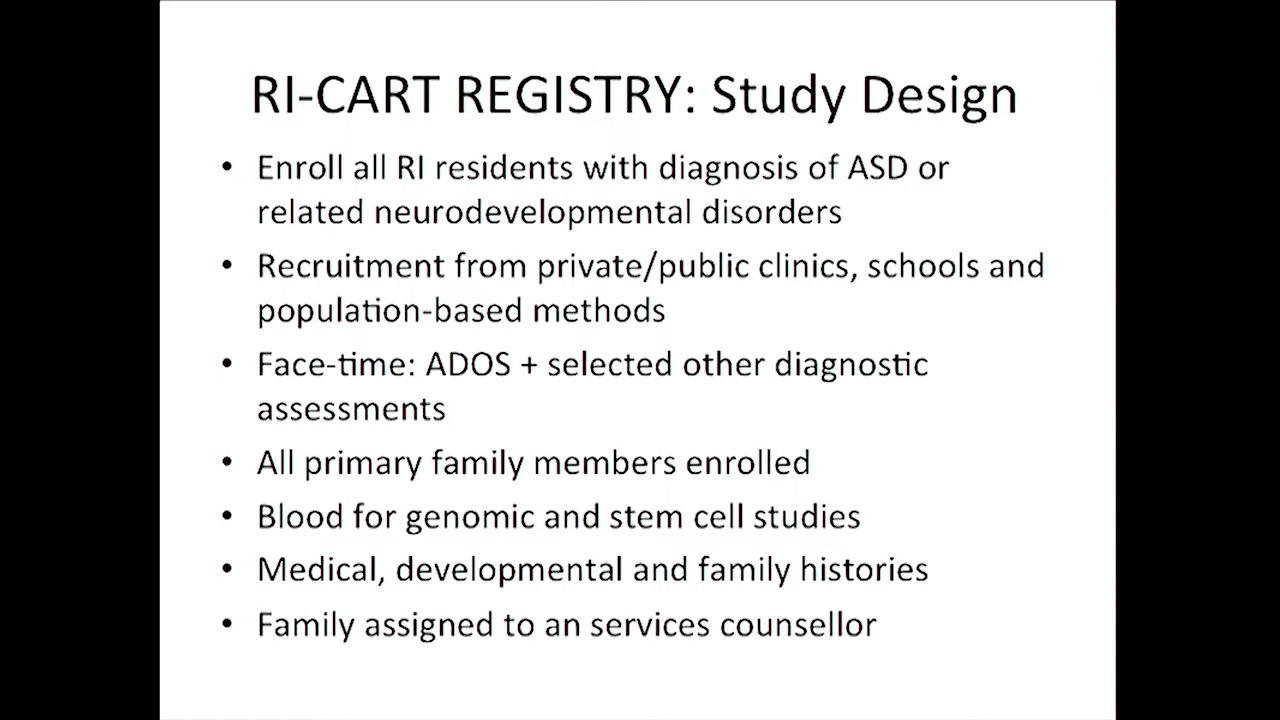 RI-CART REGISTRY: Study Design
• Enroll all RI residents with diagnosis of ASD or
related neurodevelopmental disorders
• Recruitment from private/public clinics, schools and
population-based methods
• Face-time: ADOS + selected other diagnostic
assessments
• All primary family members enrolled
• Blood for genomic and stem cell studies
• Medical, developmental and family histories
• Family assigned to an services counsellor